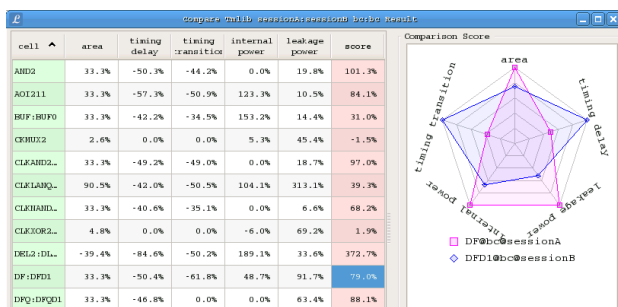 Compare Tmlib sessionA:sessionB bc:bc Result
cell area timing delay timing transition internal power leakage power score
AND2 33.3% -50.3% -44.2% 0.0% 19.8% 101.3%
AOI211 33.3% -57.3% -50.9% 123.3% 10.5% 84.1%
BUF:BUF0 33.3% -42.2% -34.5% 153.2% 14.4% 31.0%
CKMUX2 2.6% 0.0% 0.0% 5.3% 45.4% -1.5%
CLKAND2… 33.3% -49.2% -49.0% 0.0% 18.7% 97.0%
CLKLANQ… 90.5% -42.0% -50.5% 104.1% 313.1% 39.3%
CLKNAND… 33.3% -40.6% -35.1% 0.0% 6.6% 68.2%
CLKXOR2… 4.8% 0.0% 0.0% -6.0% 69.2% 1.9%
DEL2:DL… -39.4% -84.6% -50.2% 189.1% 33.6% 372.7%
DF:DFD1 33.3% -50.4% -61.8% 48.7% 91.7% 79.0%
DFQ:DFQD1 33.3% -46.8% 0.0% 0.0% 63.4% 88.1%
Comparison Score
area
timing delay
leakage power
internal power
timing transition
DF@bc@sessionA
DFD1@bc@sessionB